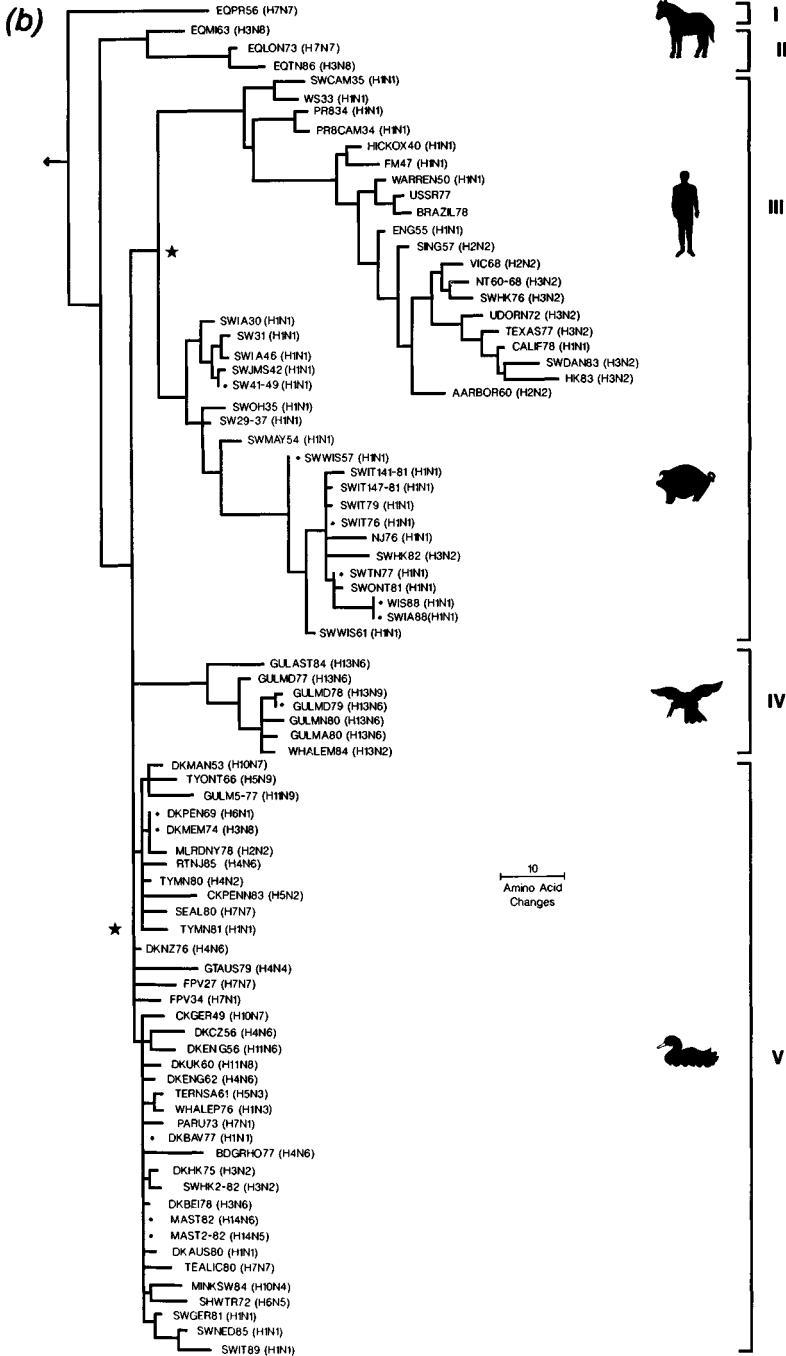 (b)
EQPR56 (H7N7)
I
EQMI63 (H3N8)
II
EQLON73 (H7N7)
EQTN86 (H3N8)
SWCAM35 (H1N1)
WS33 (H1N1)
PR834 (H1N1)
PR8CAM34 (H1N1)
HICKOX40 (H1N1)
FM47 (H1N1)
WARREN50 (H1N1)
USSR77
BRAZIL78
III
ENG55 (H1N1)
SING57 (H2N2)
VIC68 (H2N2)
NT60-68 (H3N2)
SWHK76 (H3N2)
UDORN72 (H3N2)
TEXAS77 (H3N2)
CALIF78 (H1N1)
SWDAN83 (H3N2)
HK83 (H3N2)
AARBOR60 (H2N2)
SWIA30 (H1N1)
SW31 (H1N1)
SWIA46 (H1N1)
SWJMS42 (H1N1)
SW41-49 (H1N1)
SWOH35 (H1N1)
SW29-37 (H1N1)
SWMAY54 (H1N1)
SWWIS57 (H1N1)
SWIT141-81 (H1N1)
SWIT147-81 (H1N1)
SWIT79 (H1N1)
SWIT76 (H1N1)
NJ76 (H1N1)
SWHK82 (H3N2)
SWTN77 (H1N1)
SWONT81 (H1N1)
WIS88 (H1N1)
SWIA88(H1N1)
SWWIS61 (H1N1)
GULAST84 (H13N6)
GULMD77 (H13N6)
GULMD78 (H13N9)
IV
GULMD79 (H13N6)
GULMN80 (H13N6)
GULMA80 (H13N6)
WHALEM84 (H13N2)
DKMAN53 (H10N7)
TYONT66 (H5N9)
GULM5-77 (H11N9)
DKPEN69 (H6N1)
DKMEM74 (H3N8)
MLRDNY78 (H2N2)
RTNJ85 (H4N6)
10
TYMN80 (H4N2)
Amino Acid
CKPENN83 (H5N2)
Changes
SEAL80 (H7N7)
TYMN81 (H1N1)
DKNZ76 (H4N6)
GTAUS79 (H4N4)
FPV27 (H7N7)
FPV34 (H7N1)
CKGER49 (H10N7)
DKCZ56 (H4N6)
DKENG56 (H11N6)
V
DKUK60 (H11N8)
DKENG62 (H4N6)
TERNSA61 (H5N3)
WHALEP76 (H1N3)
PARU73 (H7N1)
DKBAV77 (H1N1)
BDGRHO77 (H4N6)
DKHK75 (H3N2)
SWHK2-82 (H3N2)
DKBEI78 (H3N6)
MAST82 (H14N6)
MAST2-82 (H14N5)
DKAUS80 (H1N1)
TEALIC80 (H7N7)
MINKSW84 (H10N4)
SHWTR72 (H6N5)
SWGER81 (H1N1)
SWNED85 (H1N1)
SWIT89 (H1N1)